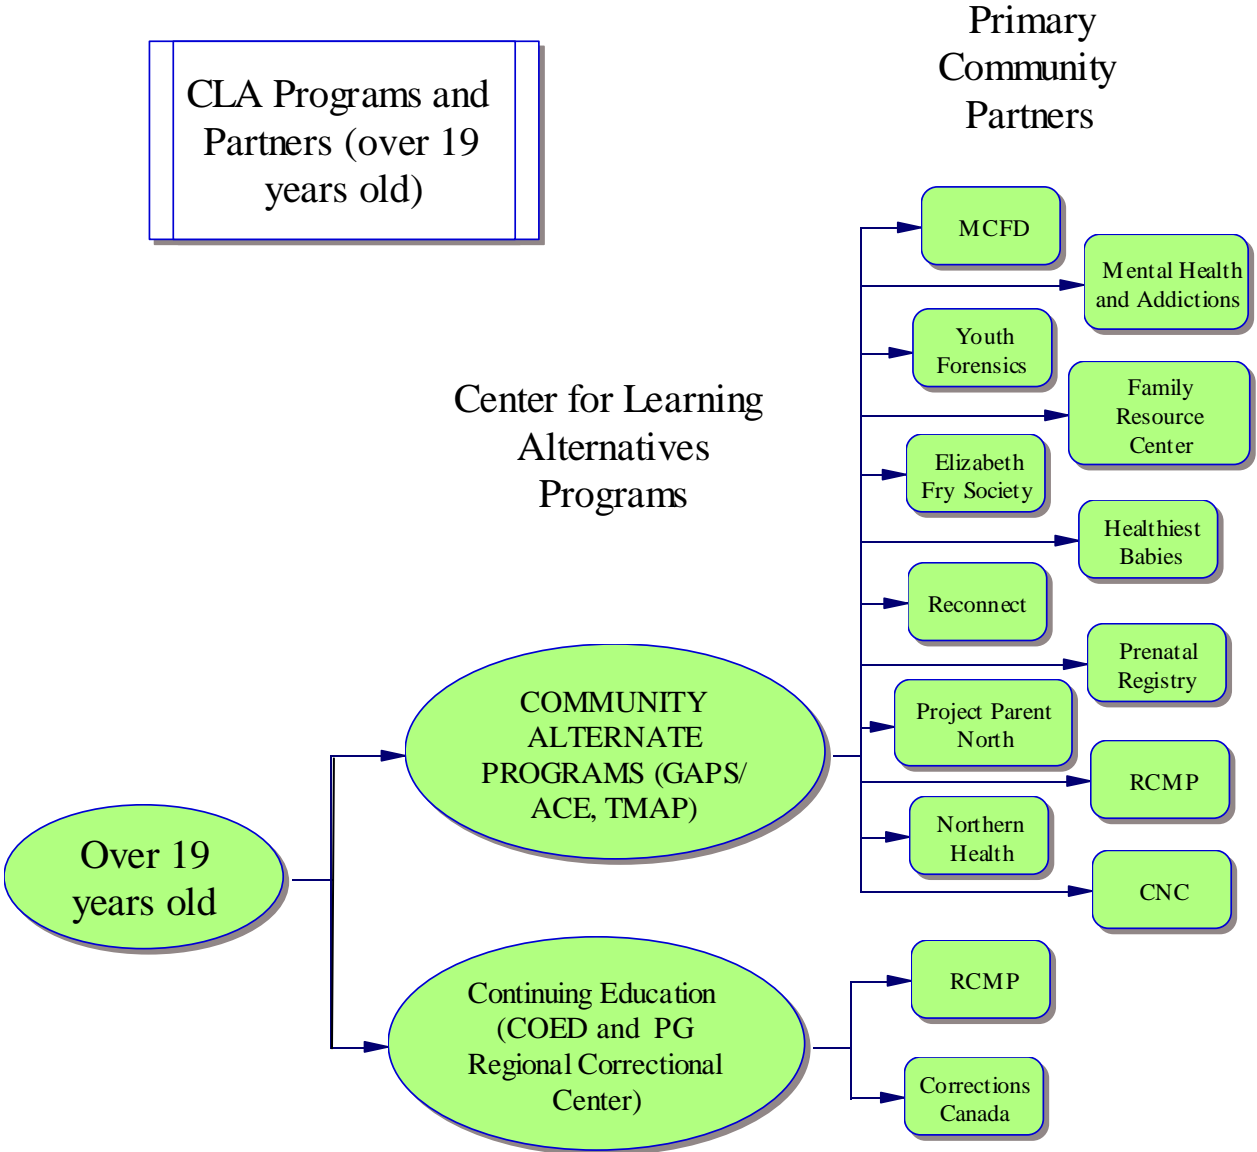 Primary
Community
Partners
CLA Programs and
Partners (over 19
years old)
MCFD
Mental Health
and Addictions
Youth
Forensics
Family
Resource
Center
Center for Learning
Alternatives
Programs
Elizabeth
Fry Society
Healthiest
Babies
Reconnect
Prenatal
Registry
COMMUNITY
ALTERNATE
PROGRAMS (GAPS/
ACE, TMAP)
Project Parent
North
RCMP
Northern
Health
CNC
Over 19
years old
RCMP
Continuing Education
(COED and PG
Regional Correctional
Center)
Corrections
Canada